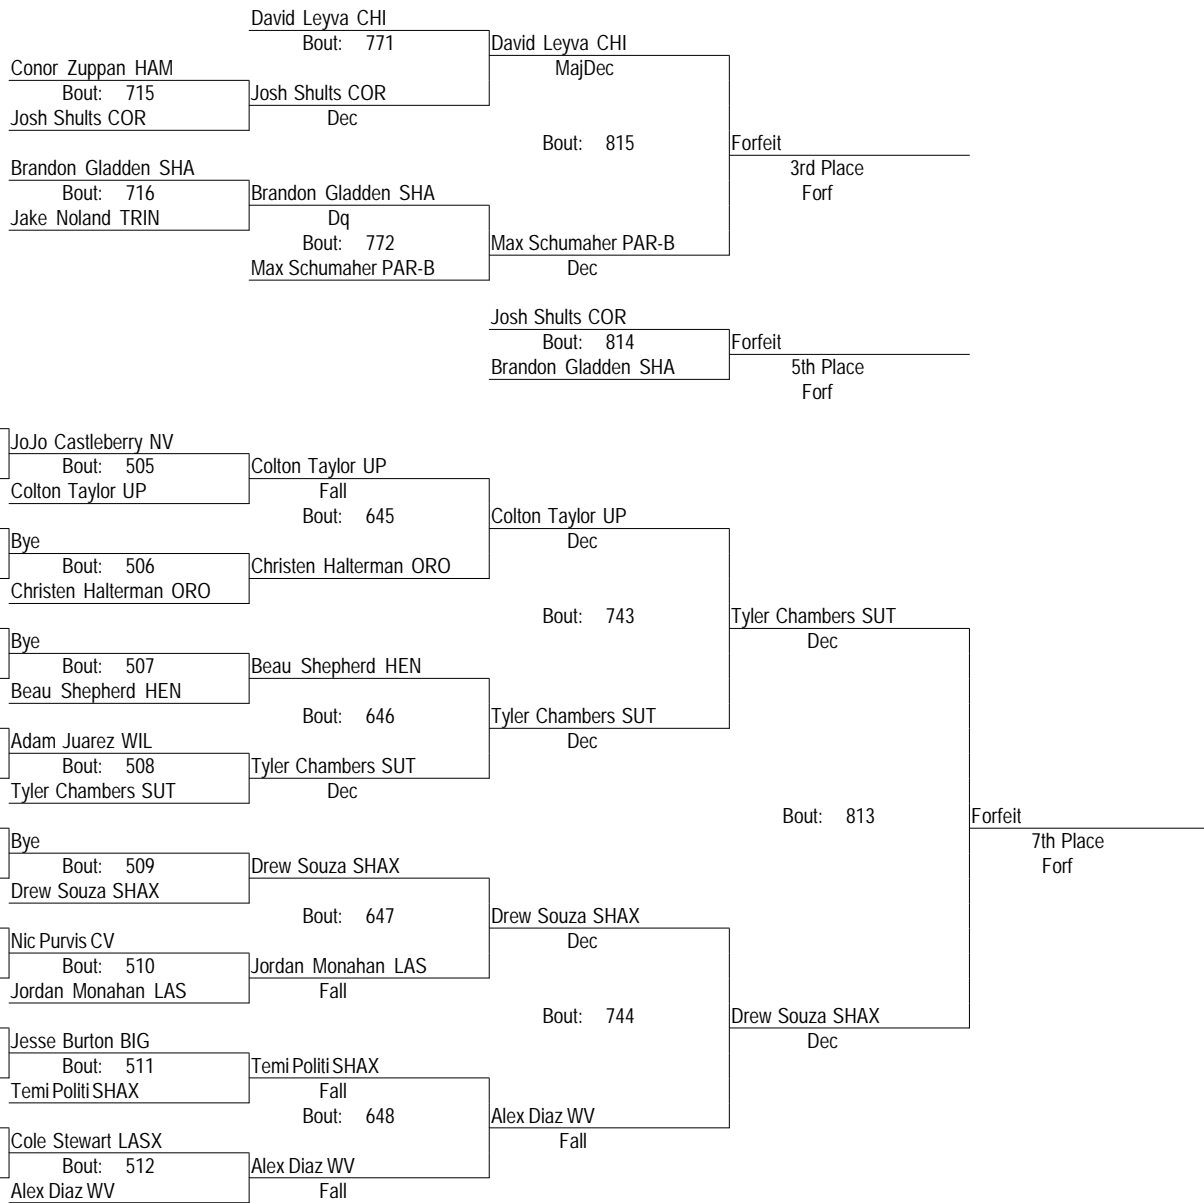 David Leyva CHI
Bout: 771
David Leyva CHI
MajDec
Conor Zuppan HAM
Bout: 715
Josh Shults COR
Josh Shults COR
Dec
Bout: 815
Forfeit
3rd Place
Forf
Brandon Gladden SHA
Bout: 716
Brandon Gladden SHA
Jake Noland TRIN
Dq
Bout: 772
Max Schumaher PAR-B
Max Schumaher PAR-B
Dec
Josh Shults COR
Bout: 814
Forfeit
Brandon Gladden SHA
5th Place
Forf
JoJo Castleberry NV
Bout: 505
Colton Taylor UP
Colton Taylor UP
Fall
Bout: 645
Colton Taylor UP
Dec
Bye
Bout: 506
Christen Halterman ORO
Christen Halterman ORO
Bout: 743
Tyler Chambers SUT
Dec
Bye
Bout: 507
Beau Shepherd HEN
Beau Shepherd HEN
Bout: 646
Tyler Chambers SUT
Dec
Adam Juarez WIL
Bout: 508
Tyler Chambers SUT
Tyler Chambers SUT
Dec
Bout: 813
Forfeit
7th Place
Forf
Bye
Bout: 509
Drew Souza SHAX
Drew Souza SHAX
Bout: 647
Drew Souza SHAX
Dec
Nic Purvis CV
Bout: 510
Jordan Monahan LAS
Jordan Monahan LAS
Fall
Bout: 744
Drew Souza SHAX
Dec
Jesse Burton BIG
Bout: 511
Temi Politi SHAX
Temi Politi SHAX
Fall
Bout: 648
Alex Diaz WV
Fall
Cole Stewart LASX
Bout: 512
Alex Diaz WV
Alex Diaz WV
Fall